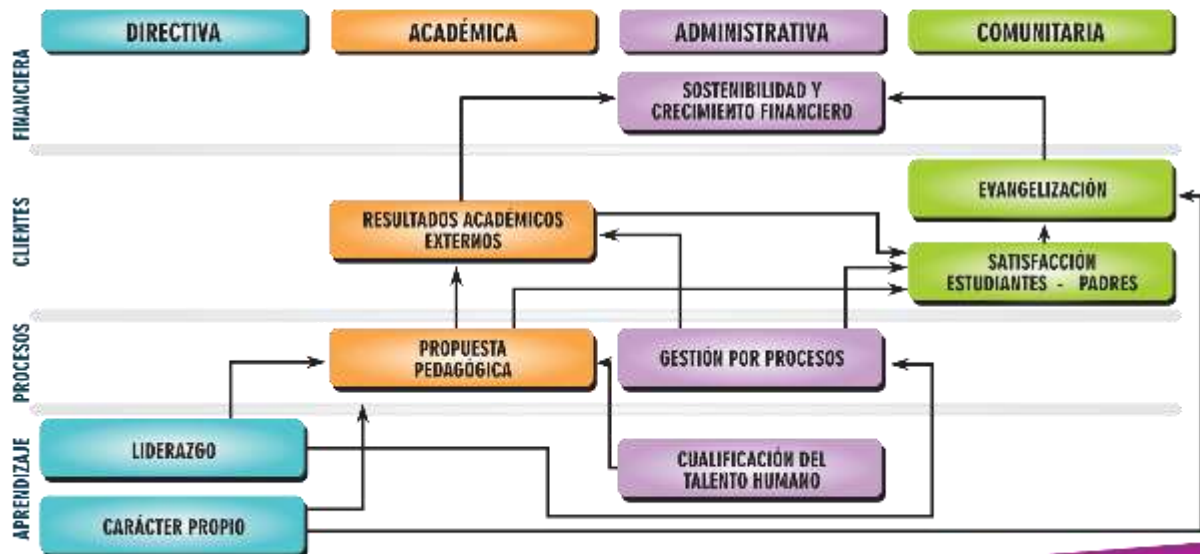 DIRECTIVA
ACADÉMICA
ADMINISTRATIVA
COMUNITARIA
FINANCIERA
SOSTENIBILIDAD Y
CRECIMIENTO FINANCIERO
CLIENTES
EVANGELIZACIÓN
RESULTADOS ACADÉMICOS
EXTERNOS
SATISFACCIÓN
ESTUDIANTES - PADRES
PROCESOS
PROPUESTA
PEDAGÓGICA
GESTIÓN POR PROCESOS
APRENDIZAJE
LIDERAZGO
CUALIFICACIÓN DEL
TALENTO HUMANO
CARÁCTER PROPIO